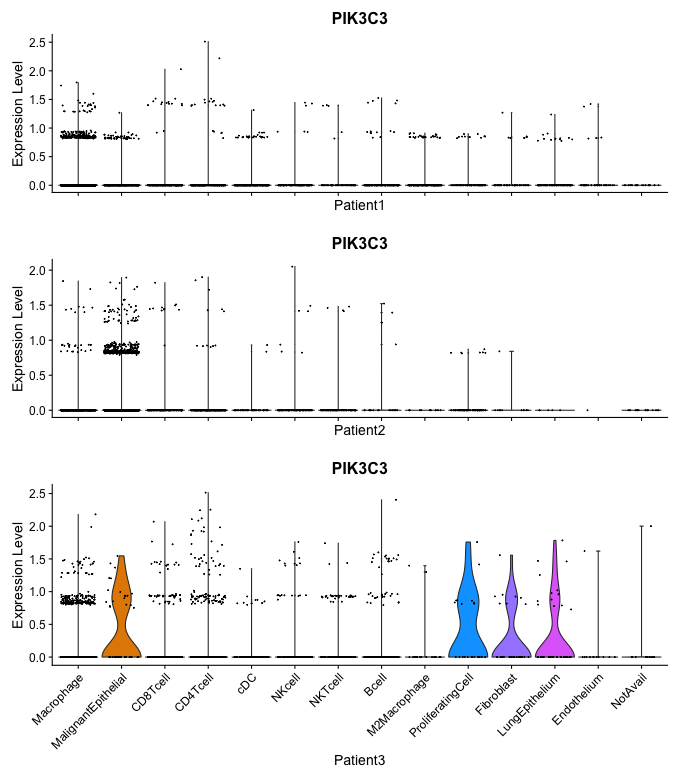 PIK3C3
Expression Level
2.5
2.0
1.5
1.0
0.5
0.0
Patient1
PIK3C3
Expression Level
2.0
1.5
1.0
0.5
0.0
Patient2
PIK3C3
Expression Level
2.5
2.0
1.5
1.0
0.5
0.0
Macrophage
MalignantEpithelial
CD8Tcell
CD4Tcell
cDC
NKcell
NKTcell
Bcell
M2Macrophage
ProliferatingCell
Fibroblast
LungEpithelium
Endothelium
NotAvail
Patient3